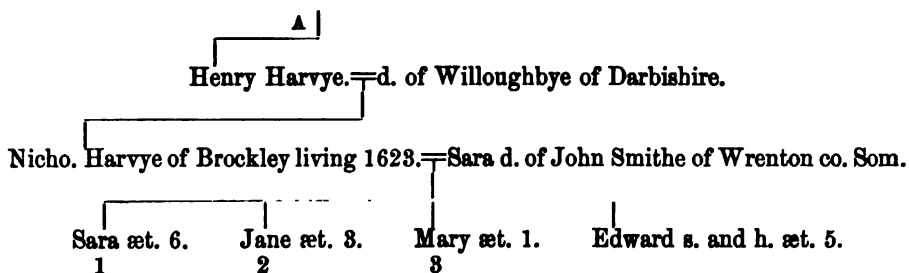 A
Henry Harvye.=d. of Willoughbye of Darbishire.
Nicho. Harvye of Brockley living 1623.=Sara d. of John Smithe of Wrenton co. Som.
Sara æt. 6. Jane æt. 3. Mary æt. 1. Edward s. and h. æt. 5.
1 2 3